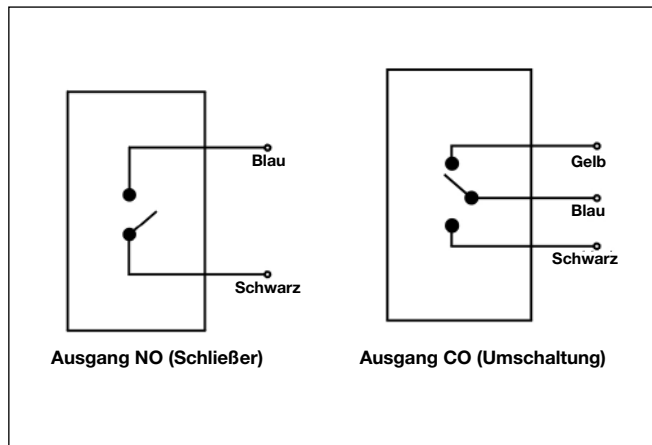 Blau
Schwarz
Ausgang NO (Schließer)
Gelb
Blau
Schwarz
Ausgang CO (Umschaltung)